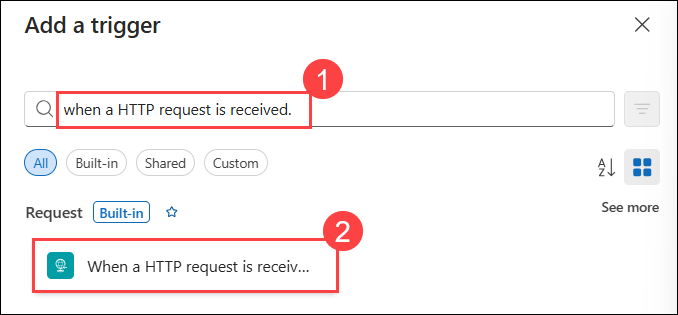 Add a trigger
1
when a HTTP request is received.
All Built-in Shared Custom
A Z
Request Built-in See more
2
When a HTTP request is receiv...